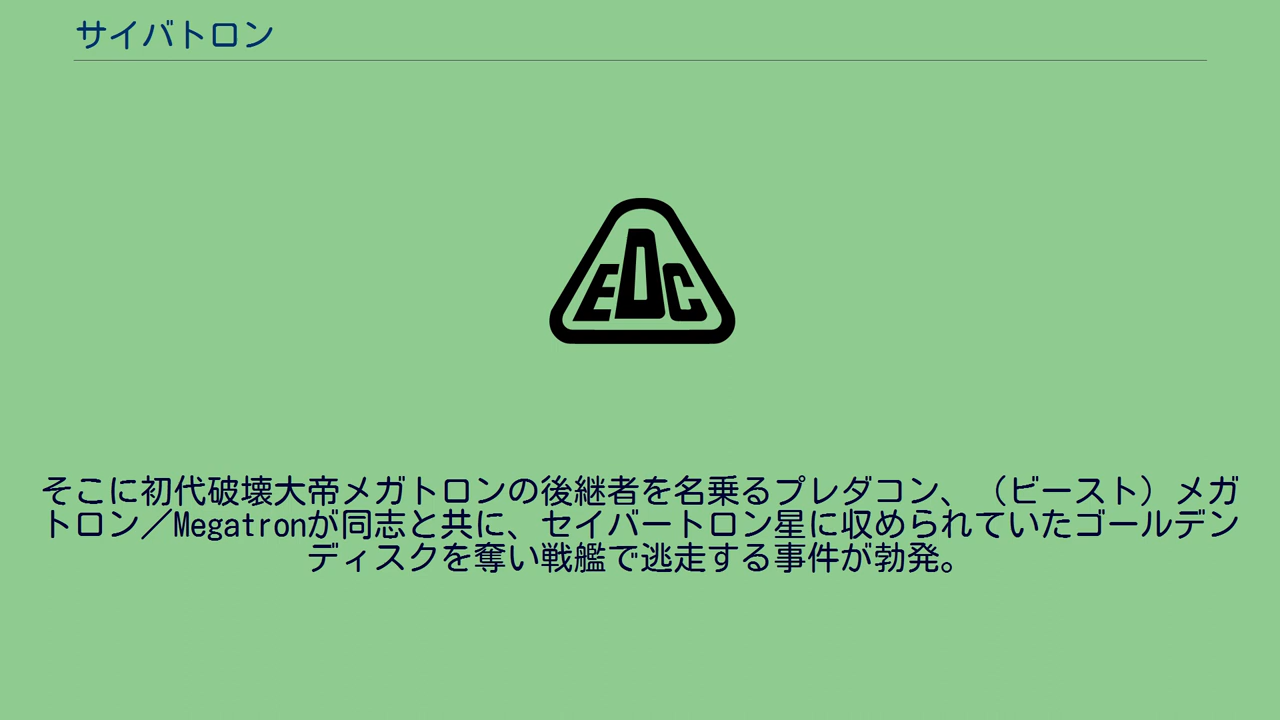 サイバトロン
EDC
そこに初代破壊大帝メガトロンの後継者を名乗るプレダコン、（ビースト）メガ
トロン／Megatronが同志と共に、セイバートロン星に収められていたゴールデン
ディスクを奪い戦艦で逃走する事件が勃発。